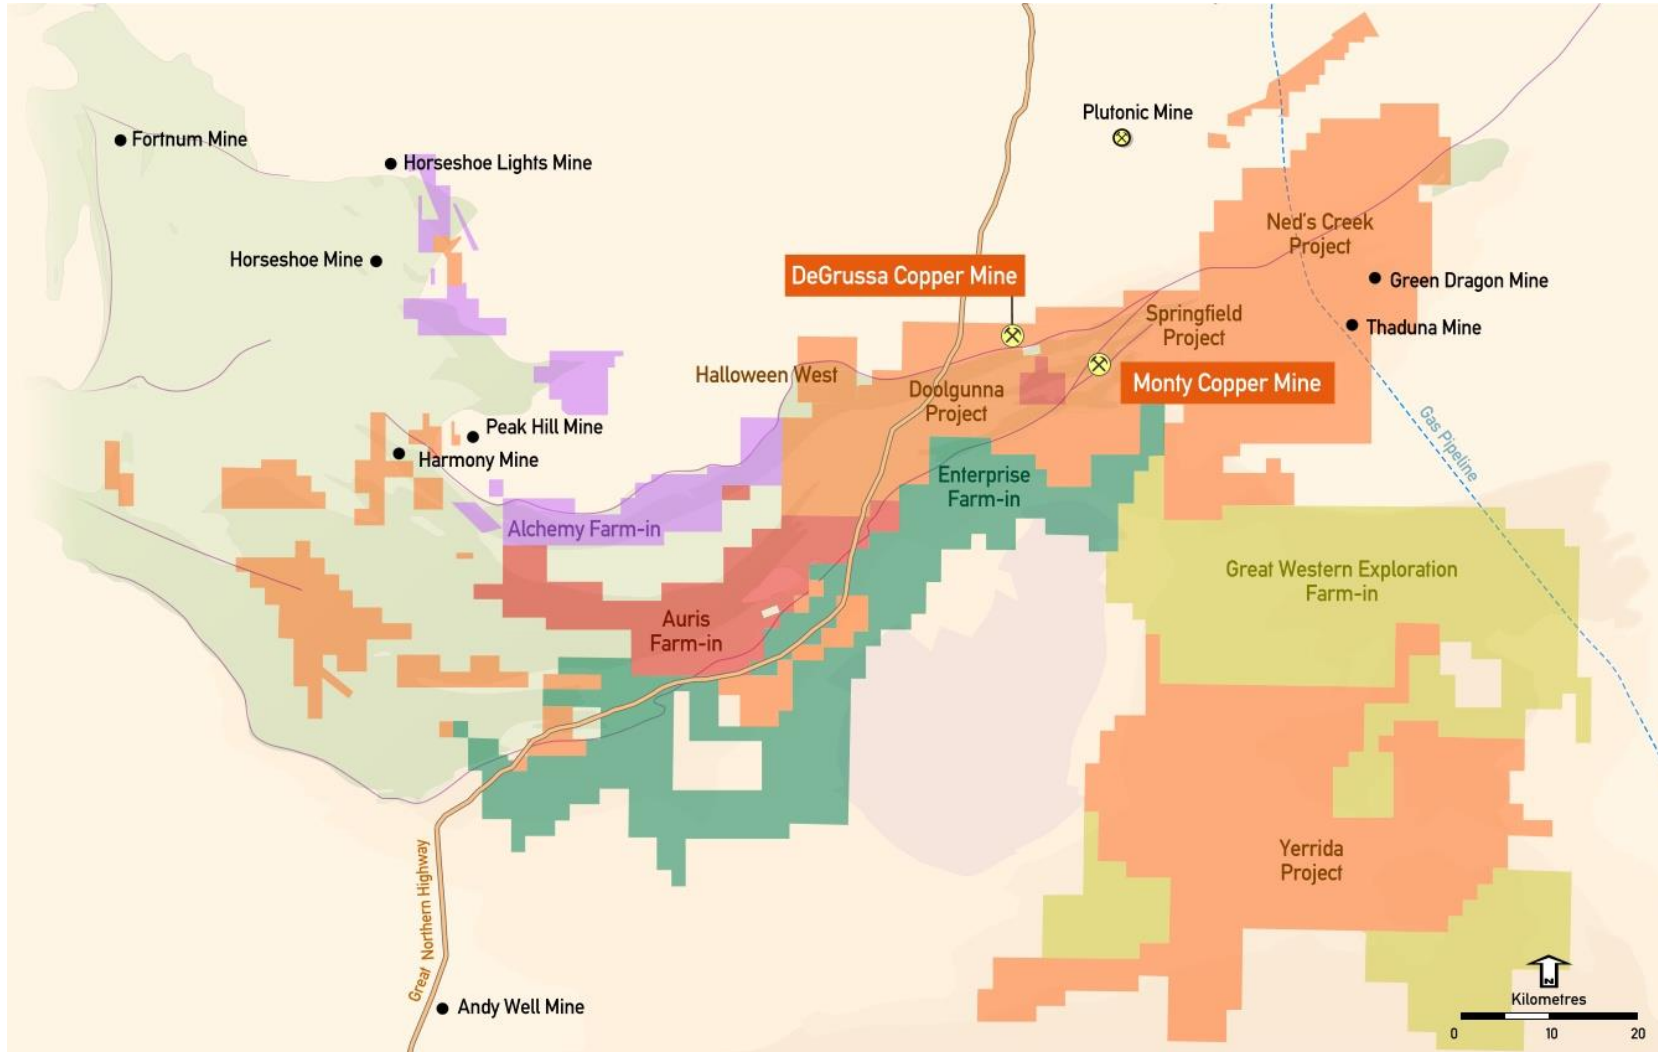 Plutonic Mine
Fortnum Mine
Horseshoe Lights Mine
Ned's Creek
Project
Horseshoe Mine
DeGrussa Copper Mine
Green Dragon Mine
Springfield
Project
Thaduna Mine
Halloween West
Doolgunna
Project
Monty Copper Mine
Gas Pipeline
Peak Hill Mine
Harmony Mine
Enterprise
Farm-in
Alchemy Farm-in
Great Western Exploration
Farm-in
Auris
Farm-in
Yerrida
Project
Great Northern Highway
Andy Well Mine
N
Kilometres
0 10 20